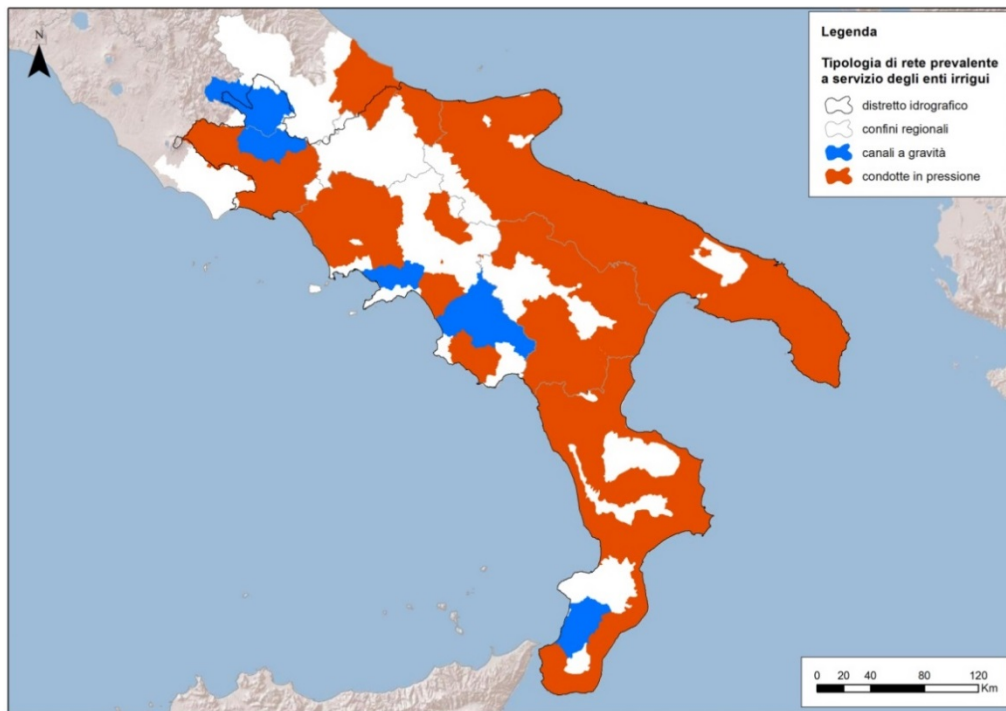 N
Legenda
Tipologia di rete prevalente
a servizio degli enti irrigui
distretto idrografico
confini regionali
canali a gravità
condotte in pressione
0 20 40 80 120
Km